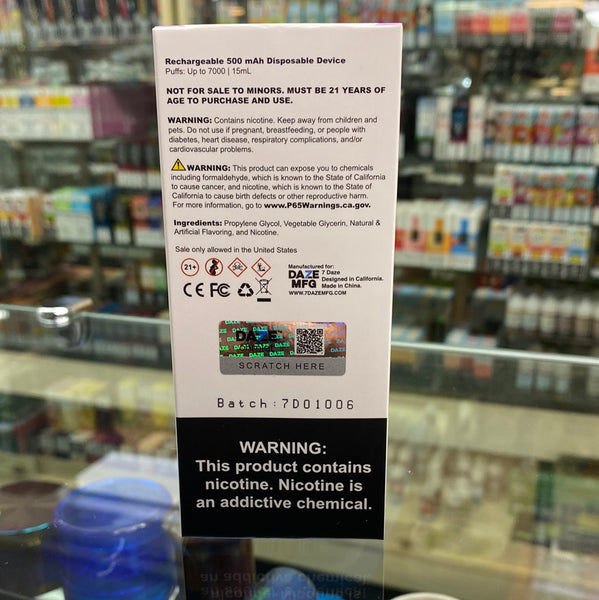 Rechargeable 500 mAh Disposable Device
Puffs: Up to 7000 | 15mL
NOT FOR SALE TO MINORS. MUST BE 21 YEARS OF
AGE TO PURCHASE AND USE.
WARNING: Contains nicotine. Keep away from children and
pets. Do not use if pregnant, breastfeeding, or people with
diabetes, heart disease, respiratory complications, and/or
cardiovascular problems.
WARNING: This product can expose you to chemicals
including formaldehyde, which is known to the State of California
to cause cancer, and nicotine, which is known to the State of
California to cause birth defects or other reproductive harm.
For more information, go to www.P65Warnings.ca.gov.
Ingredients: Propylene Glycol, Vegetable Glycerin, Natural &
Artificial Flavoring, and Nicotine.
Sale only allowed in the United States
21+
CE FC
Manufactured for:
DAZE MFG
7 Daze
Designed in California.
Made in China.
WWW.7DAZEMFG.COM
DAZE
SCRATCH HERE
Batch: 7D01006
WARNING:
This product contains
nicotine. Nicotine is
an addictive chemical.